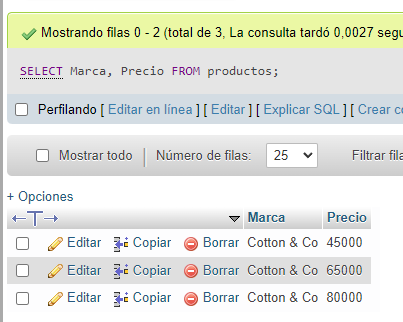 Mostrando filas 0 - 2 (total de 3, La consulta tardó 0,0027 segu
SELECT Marca, Precio FROM productos;
Perfilando [ Editar en línea ] [ Editar ] [ Explicar SQL ] [ Crear có
Mostrar todo Número de filas: 25 Filtrar fila
+ Opciones
Marca Precio
Editar Copiar Borrar Cotton & Co 45000
Editar Copiar Borrar Cotton & Co 65000
Editar Copiar Borrar Cotton & Co 80000